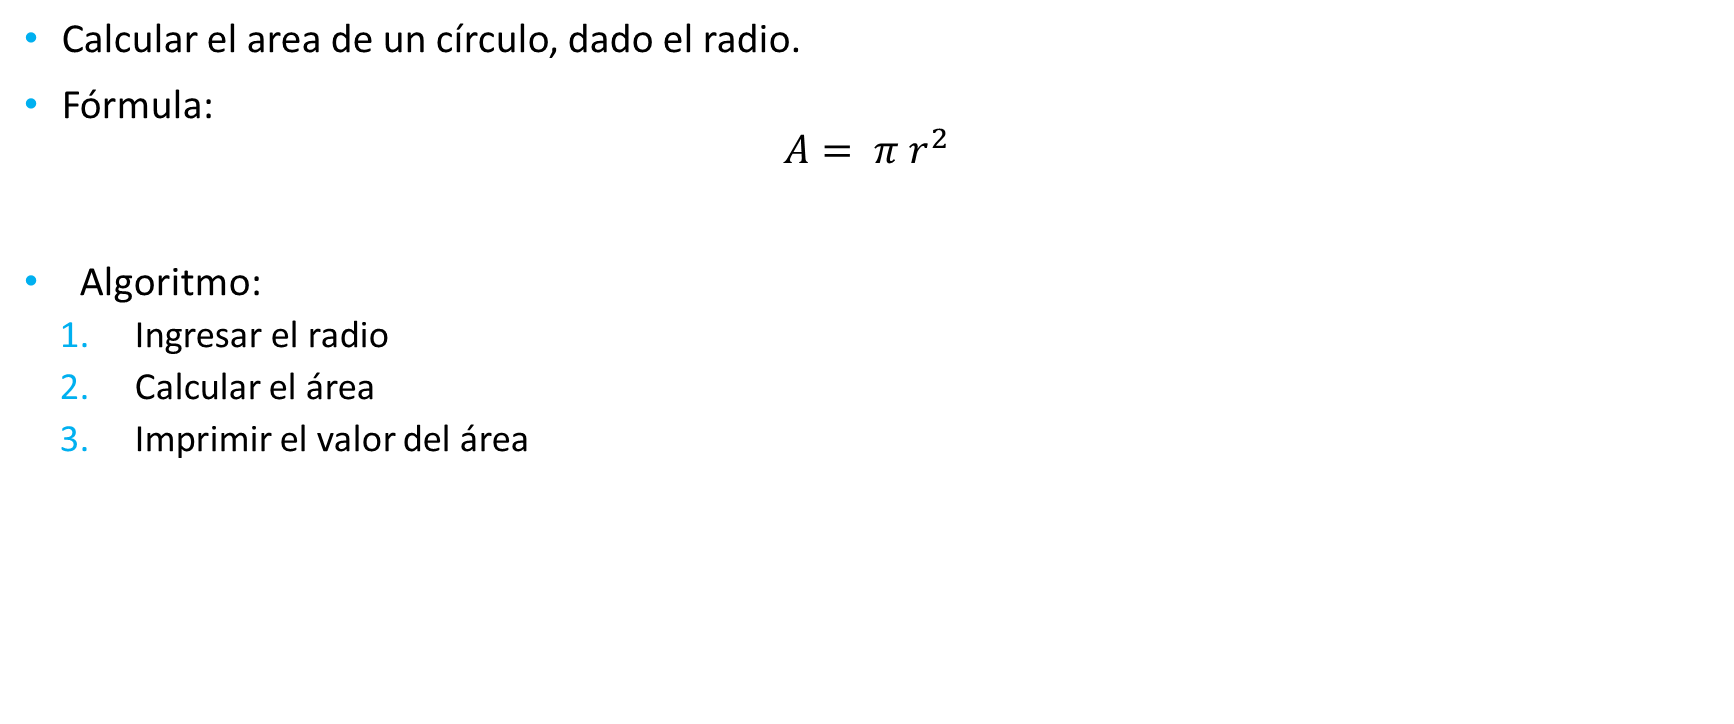 • Calcular el area de un círculo, dado el radio.
• Fórmula:
A = π r²
• Algoritmo:
1. Ingresar el radio
2. Calcular el área
3. Imprimir el valor del área